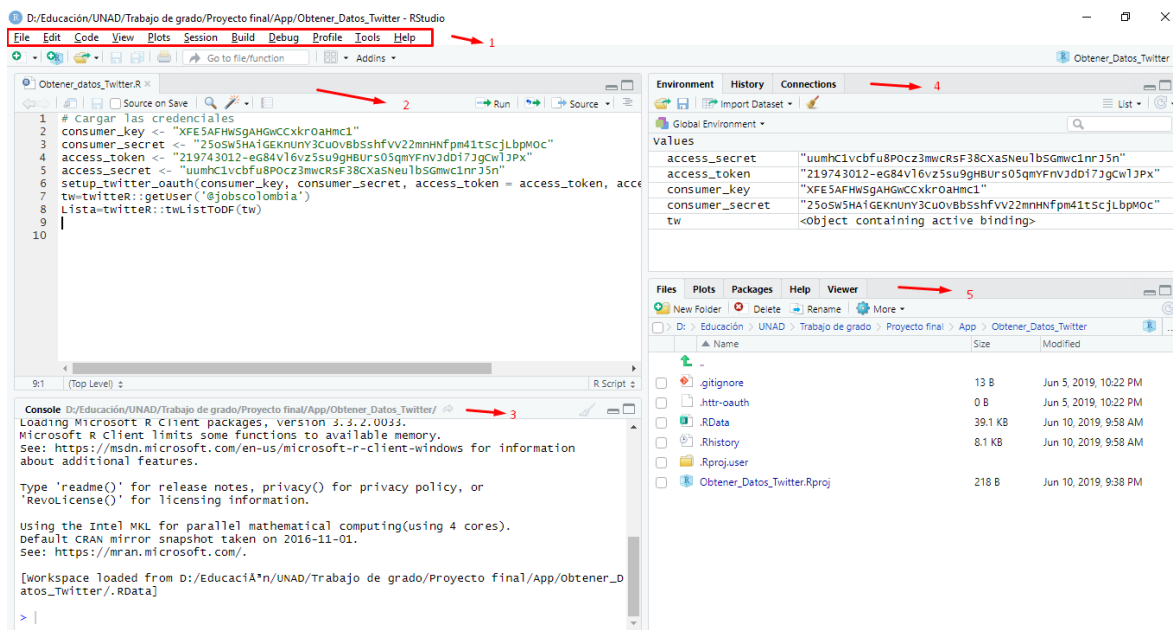 D:/Educación/UNAD/Trabajo de grado/Proyecto final/App/Obtener_Datos_Twitter - RStudio
File Edit Code View Plots Session Build Debug Profile Tools Help
1
Go to file/function
Addins
Obtener_Datos_Twitter
Obtener_datos_Twitter.R
2
Source on Save
Run
Source
1 # Cargar las credenciales
2 consumer_key <- "XFE5AFHWSgAHGwCCxkrOaHmc1"
3 consumer_secret <- "25oSW5HAiGEKnUnY3CuOvBbSshfVV22mnHNfpm41tScjLbpMOc"
4 access_token <- "219743012-eG84Vl6vz5su9gHBUrsO5qmYFnVJdDi7JgCwlJPx"
5 access_secret <- "uumhC1vcbfu8POcz3mwcRsF38CXaSNeulbSGmwc1nrJ5n"
6 setup_twitter_oauth(consumer_key, consumer_secret, access_token = access_token, acce
7 tw=twitteR::getUser('@jobscolombia')
8 Lista=twitteR::twListToDF(tw)
9
10
9:1 (Top Level) R Script
Console D:/Educación/UNAD/Trabajo de grado/Proyecto final/App/Obtener_Datos_Twitter/
3
Loading Microsoft R Client packages, version 3.3.2.0033.
Microsoft R Client limits some functions to available memory.
See: https://msdn.microsoft.com/en-us/microsoft-r-client-windows for information
about additional features.
Type 'readme()' for release notes, privacy() for privacy policy, or
'RevoLicense()' for licensing information.
Using the Intel MKL for parallel mathematical computing(using 4 cores).
Default CRAN mirror snapshot taken on 2016-11-01.
See: https://mran.microsoft.com/.
[Workspace loaded from D:/EducaciÃ³n/UNAD/Trabajo de grado/Proyecto final/App/Obtener_D
atos_Twitter/.RData]
>
Environment History Connections
4
Import Dataset
List
Global Environment
Values
access_secret "uumhC1vcbfu8POcz3mwcRsF38CXaSNeulbSGmwc1nrJ5n"
access_token "219743012-eG84Vl6vz5su9gHBUrsO5qmYFnVJdDi7JgCwlJPx"
consumer_key "XFE5AFHWSgAHGwCCxkrOaHmc1"
consumer_secret "25oSW5HAiGEKnUnY3CuOvBbSshfVV22mnHNfpm41tScjLbpMOc"
tw <Object containing active binding>
Files Plots Packages Help Viewer
5
New Folder Delete Rename More
D: > Educación > UNAD > Trabajo de grado > Proyecto final > App > Obtener_Datos_Twitter
Name Size Modified
..
.gitignore 13 B Jun 5, 2019, 10:22 PM
.httr-oauth 0 B Jun 5, 2019, 10:22 PM
.RData 39.1 KB Jun 10, 2019, 9:58 AM
.Rhistory 8.1 KB Jun 10, 2019, 9:58 AM
.Rproj.user
Obtener_Datos_Twitter.Rproj 218 B Jun 10, 2019, 9:38 PM